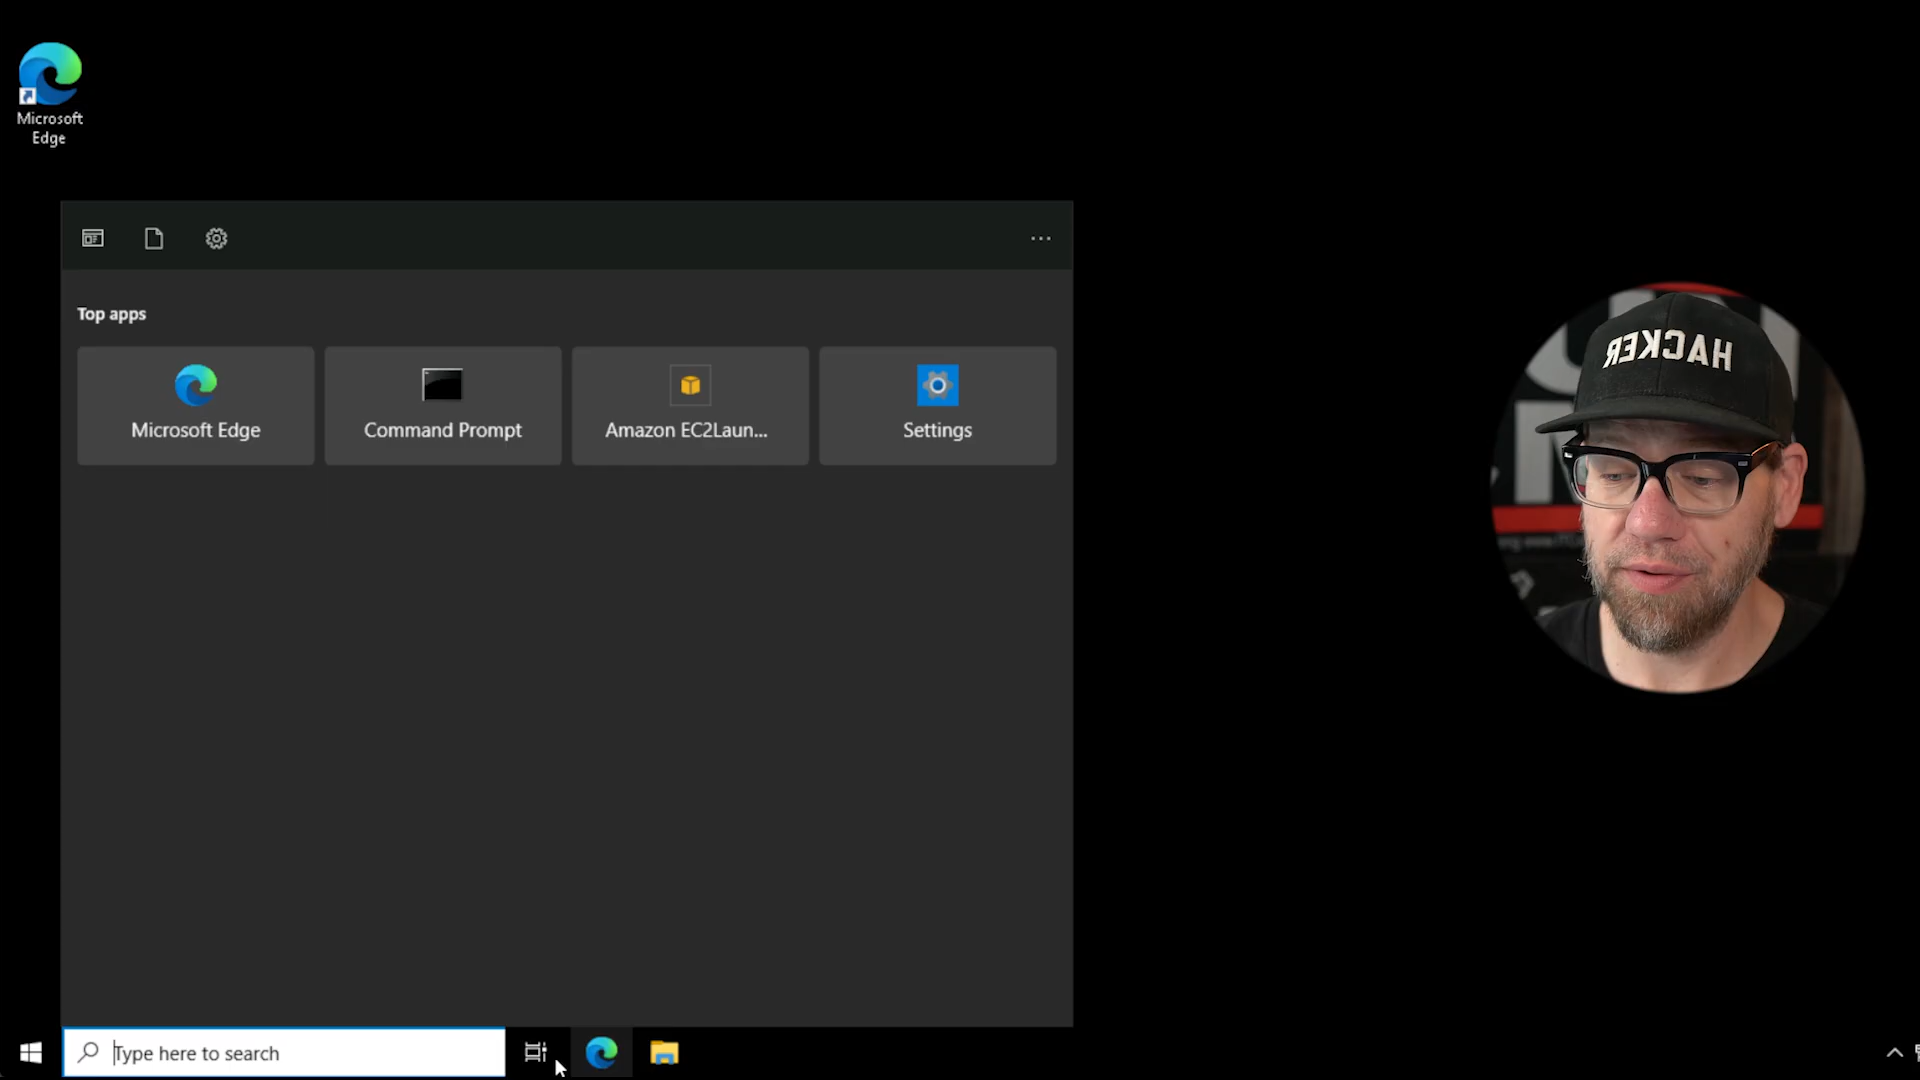 Microsoft
Edge
Top apps
Microsoft Edge
Command Prompt
Amazon EC2Laun...
Settings
HACKER
Type here to search